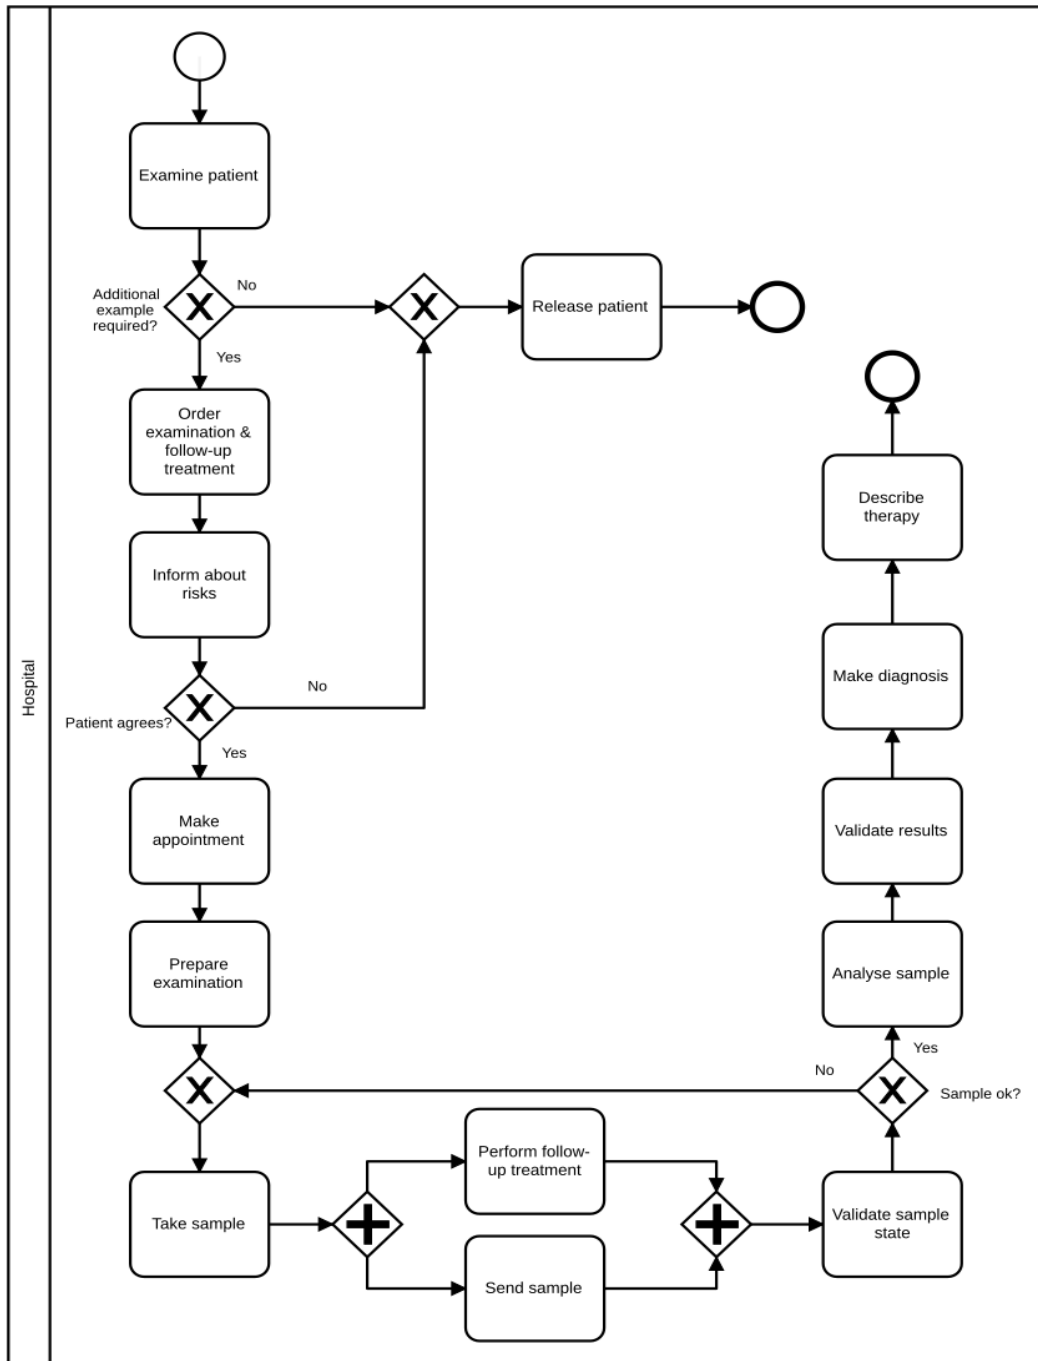 Hospital
Examine patient
Additional
example
required?
No
Yes
Release patient
Order
examination &
follow-up
treatment
Inform about
risks
Patient agrees?
No
Yes
Make
appointment
Prepare
examination
Take sample
Perform follow-
up treatment
Send sample
Validate sample
state
Sample ok?
No
Yes
Analyse sample
Validate results
Make diagnosis
Describe
therapy